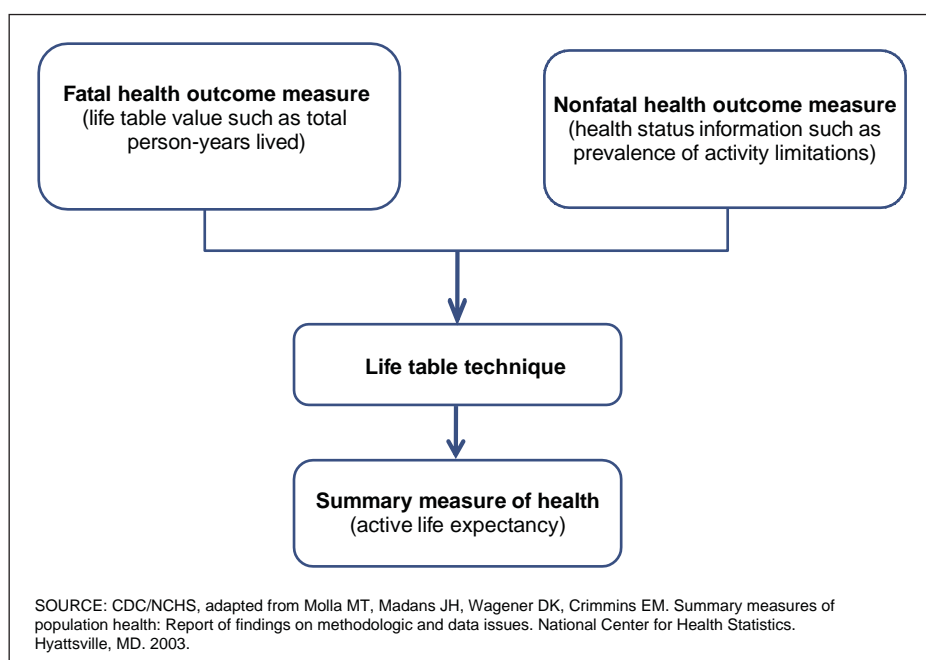 Fatal health outcome measure
(life table value such as total
person-years lived)
Nonfatal health outcome measure
(health status information such as
prevalence of activity limitations)
Life table technique
Summary measure of health
(active life expectancy)
SOURCE: CDC/NCHS, adapted from Molla MT, Madans JH, Wagener DK, Crimmins EM. Summary measures of
population health: Report of findings on methodologic and data issues. National Center for Health Statistics.
Hyattsville, MD. 2003.